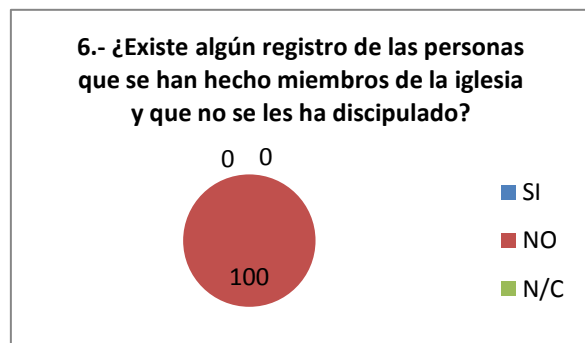 6.- ¿Existe algún registro de las personas
que se han hecho miembros de la iglesia
y que no se les ha discipulado?
0 0
100
SI
NO
N/C